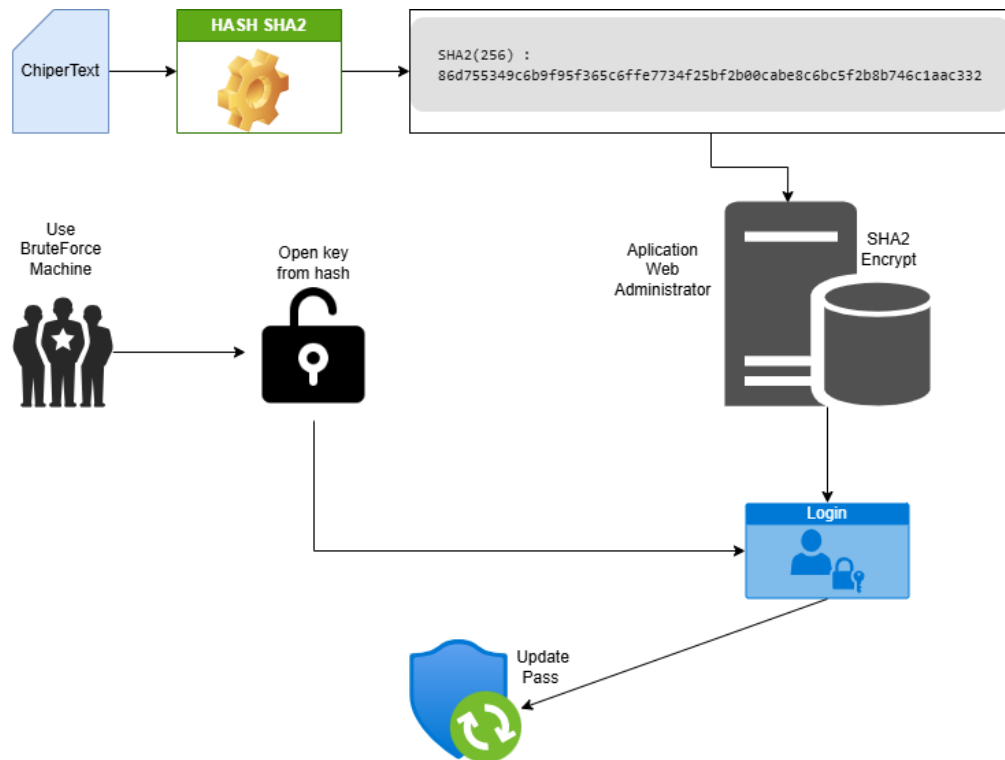 HASH SHA2
ChiperText
SHA2(256) :
86d755349c6b9f95f365c6ffe7734f25bf2b00cabe8c6bc5f2b8b746c1aac332
Use
BruteForce
Machine
Open key
from hash
Aplication
Web
Administrator
SHA2
Encrypt
Login
Update
Pass